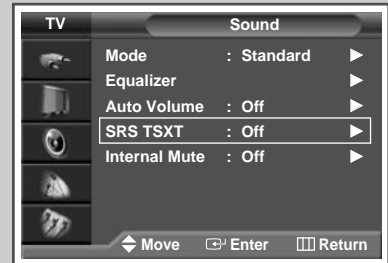 TV Sound
Mode : Standard
Equalizer
Auto Volume : Off
SRS TSXT : Off
Internal Mute : Off
Move Enter Return